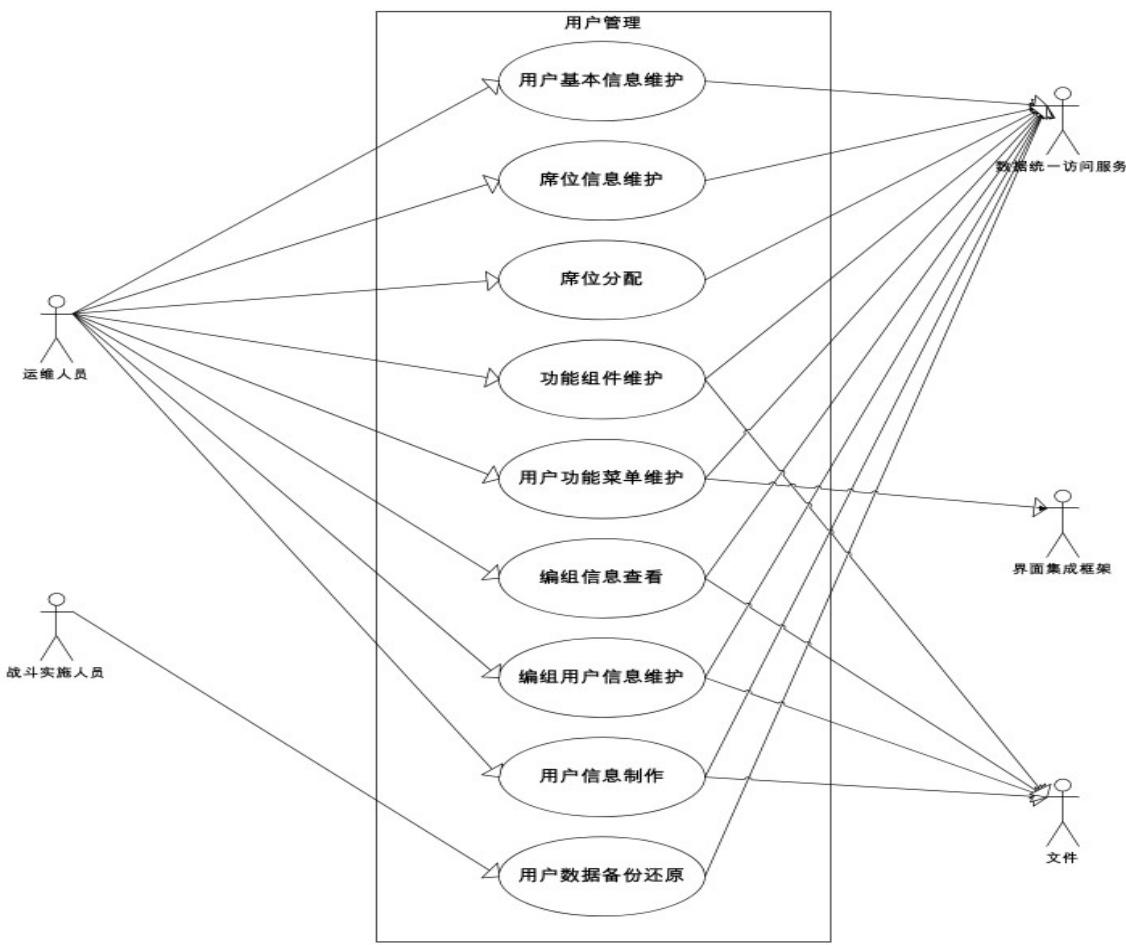 用户管理
用户基本信息维护
数据统一访问服务
席位信息维护
席位分配
运维人员
功能组件维护
用户功能菜单维护
界面集成框架
编组信息查看
战斗实施人员
编组用户信息维护
用户信息制作
文件
用户数据备份还原